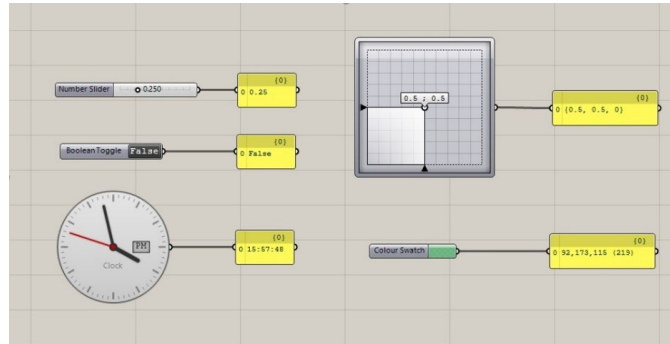 Number Slider 0.250
{0}
0 0.25
Boolean Toggle False
{0}
0 False
PM
Clock
{0}
0 15:57:48
0.5 ; 0.5
{0}
0 {0.5, 0.5, 0}
Colour Swatch
{0}
0 92,173,115 (219)